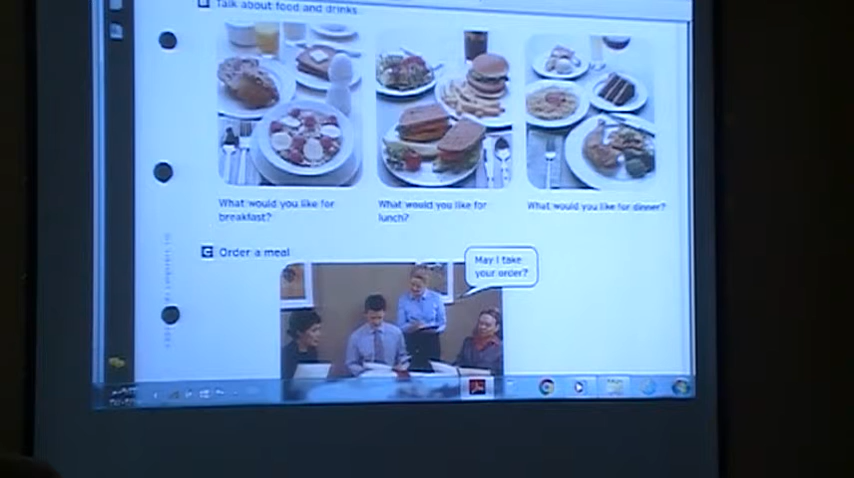 Talk about food and drinks
What would you like for
breakfast?
What would you like for
lunch?
What would you like for dinner?
C Order a meal
May I take
your order?